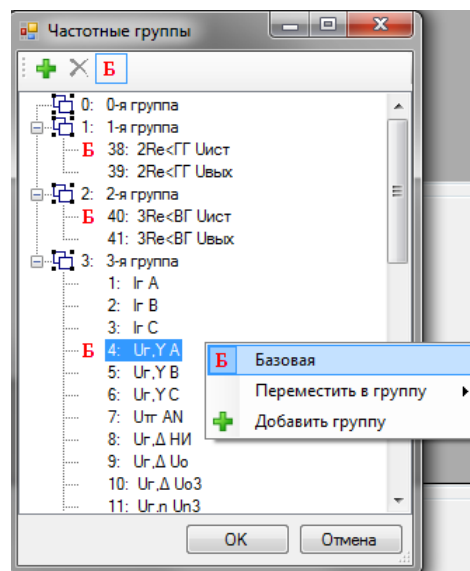 Частотные группы
Б
0: 0-я группа
1: 1-я группа
Б 38: 2Re<ГГ Uист
39: 2Re<ГГ Uвых
2: 2-я группа
Б 40: 3Re<ВГ Uист
41: 3Re<ВГ Uвых
3: 3-я группа
1: Iг A
2: Iг B
3: Iг C
Б 4: Uг,Y A
5: Uг,Y B
6: Uг,Y C
7: Uтг AN
8: Uг,Δ НИ
9: Uг,Δ Uo
10: Uг,Δ Uo3
11: Uг,n Un3
Б Базовая
Переместить в группу
Добавить группу
OK Отмена